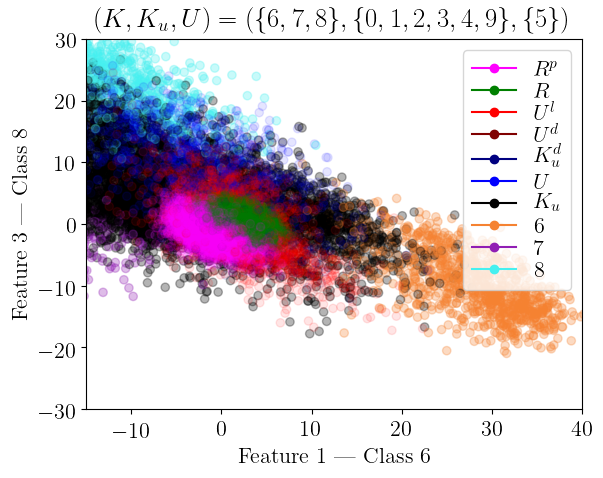 (K, K_u, U) = ({6, 7, 8}, {0, 1, 2, 3, 4, 9}, {5})
R^p
R
U^l
U^d
K_u^d
U
K_u
6
7
8
30
20
10
0
−10
−20
−30
Feature 3 — Class 8
−10
0
10
20
30
40
Feature 1 — Class 6